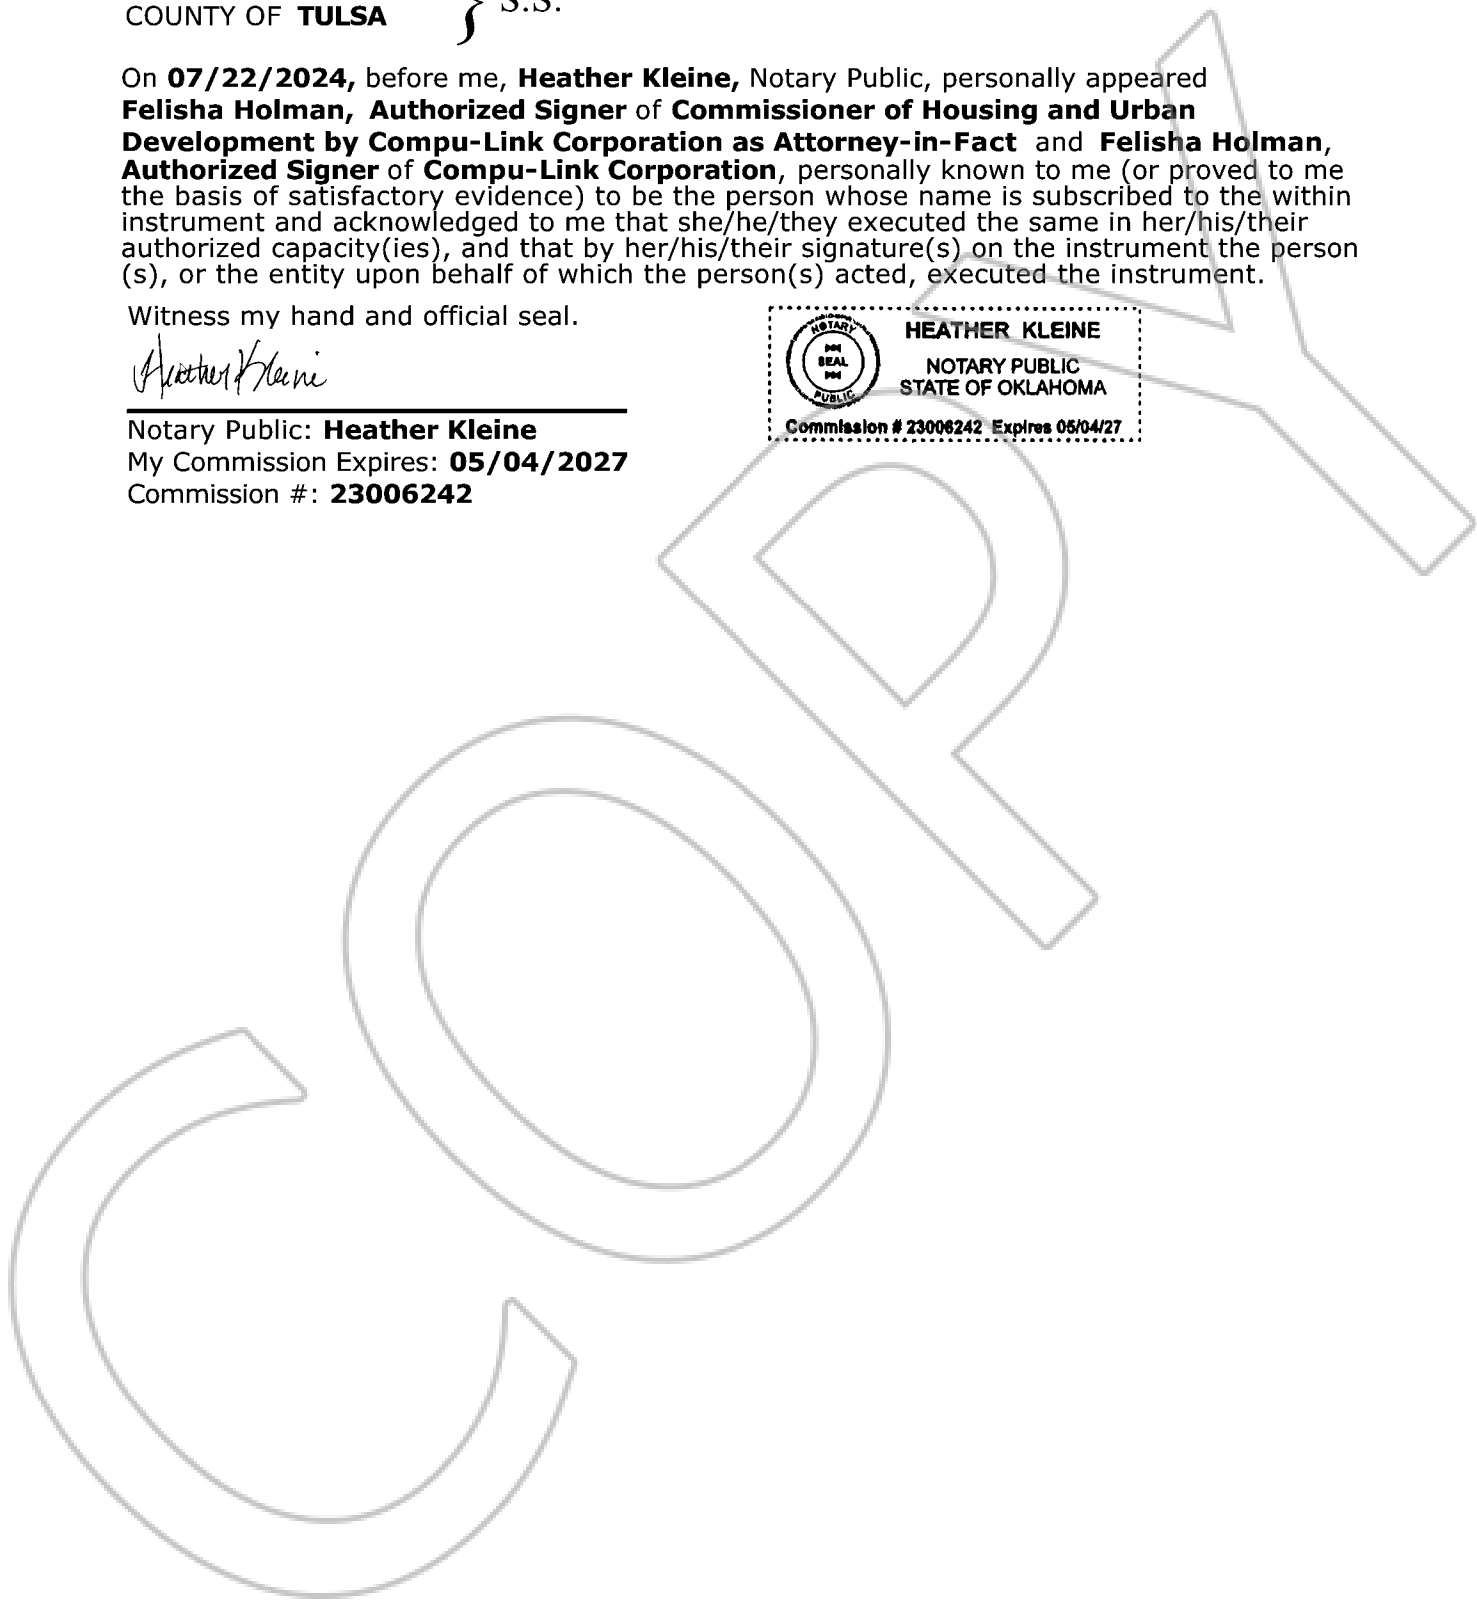 COUNTY OF TULSA } S.S.
On 07/22/2024, before me, Heather Kleine, Notary Public, personally appeared
Felisha Holman, Authorized Signer of Commissioner of Housing and Urban
Development by Compu-Link Corporation as Attorney-in-Fact and Felisha Holman,
Authorized Signer of Compu-Link Corporation, personally known to me (or proved to me
the basis of satisfactory evidence) to be the person whose name is subscribed to the within
instrument and acknowledged to me that she/he/they executed the same in her/his/their
authorized capacity(ies), and that by her/his/their signature(s) on the instrument the person
(s), or the entity upon behalf of which the person(s) acted, executed the instrument.
Witness my hand and official seal.
Heather Kleine
Notary Public: Heather Kleine
My Commission Expires: 05/04/2027
Commission #: 23006242
NOTARY
SEAL
PUBLIC
HEATHER KLEINE
NOTARY PUBLIC
STATE OF OKLAHOMA
Commission # 23006242 Expires 05/04/27
COPY